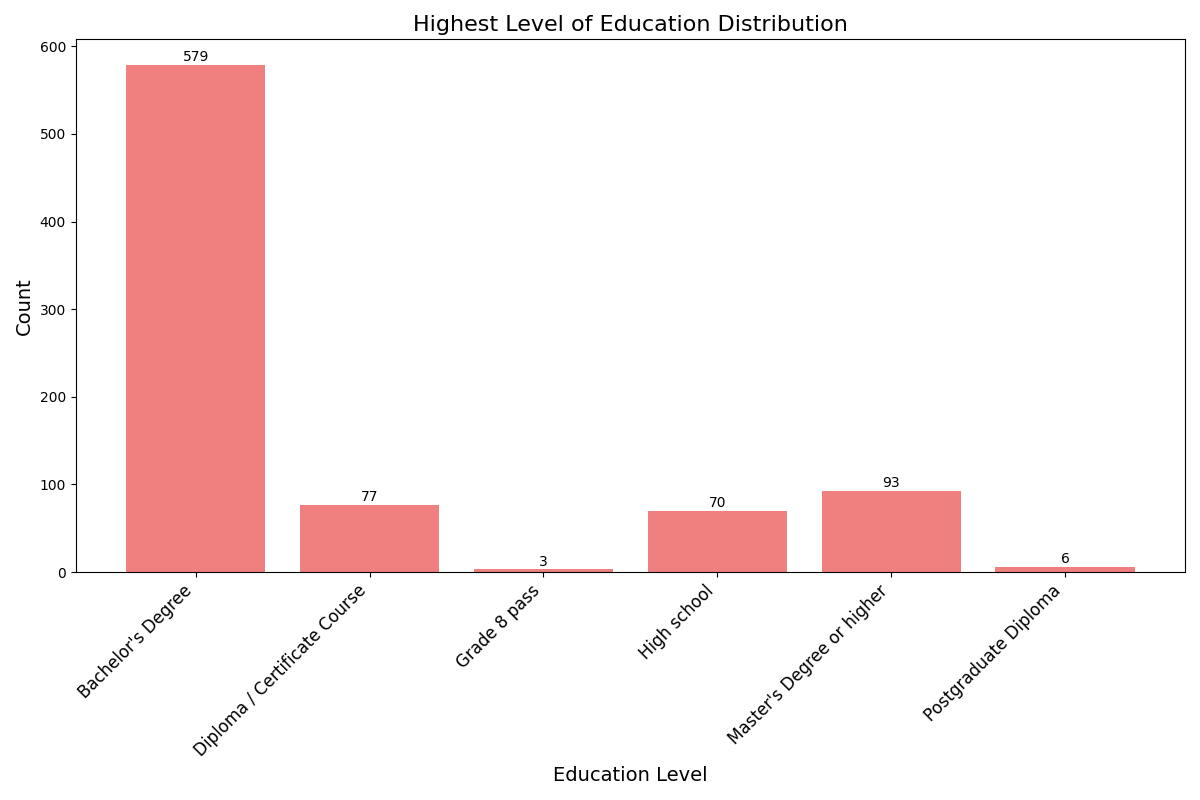 Highest Level of Education Distribution
600
500
400
300
200
100
0
Count
579
77
3
70
93
6
Bachelor's Degree
Diploma / Certificate Course
Grade 8 pass
High school
Master's Degree or higher
Postgraduate Diploma
Education Level